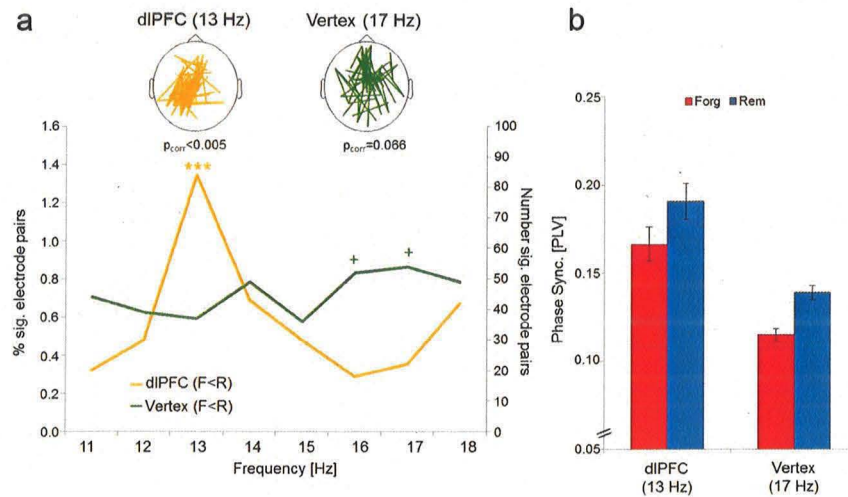 a
dlPFC (13 Hz)
Vertex (17 Hz)
p_corr<0.005
p_corr=0.066
% sig. electrode pairs
1.6
1.4
1.2
1.0
0.8
0.6
0.4
0.2
0.0
***
+
+
dlPFC (F<R)
Vertex (F<R)
100
90
80
70
60
50
40
30
20
10
0
Number sig. electrode pairs
11 12 13 14 15 16 17 18
Frequency [Hz]
b
Forg Rem
Phase Sync. [PLV]
0.25
0.20
0.15
0.10
0.05
dlPFC
(13 Hz)
Vertex
(17 Hz)